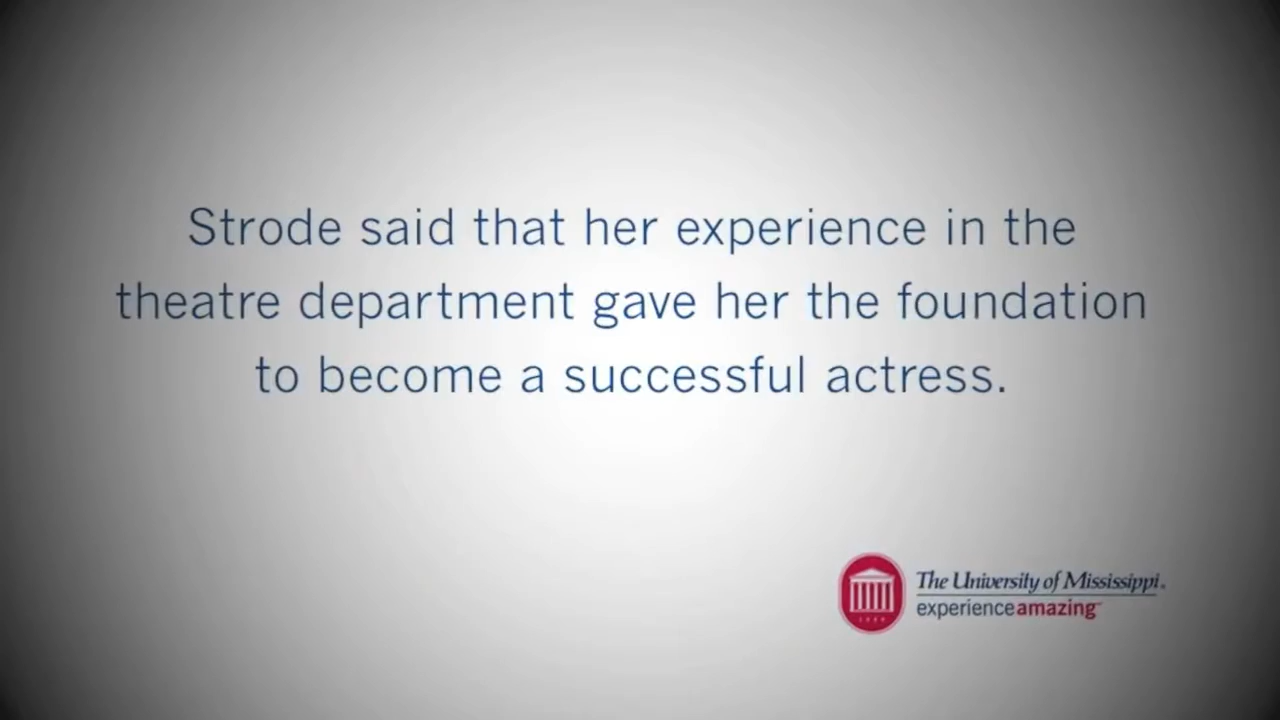 Strode said that her experience in the
theatre department gave her the foundation
to become a successful actress.
The University of Mississippi.
experienceamazing™